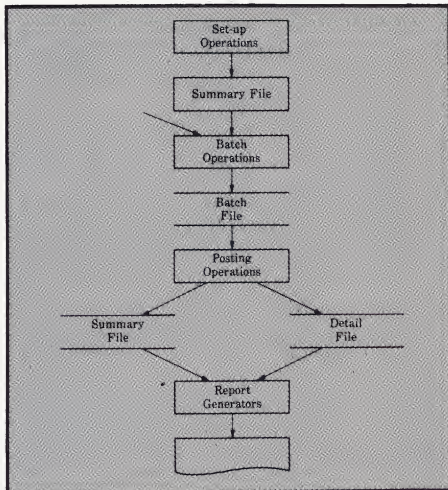 Set-up
Operations
Summary File
Batch
Operations
Batch
File
Posting
Operations
Summary
File
Detail
File
Report
Generators